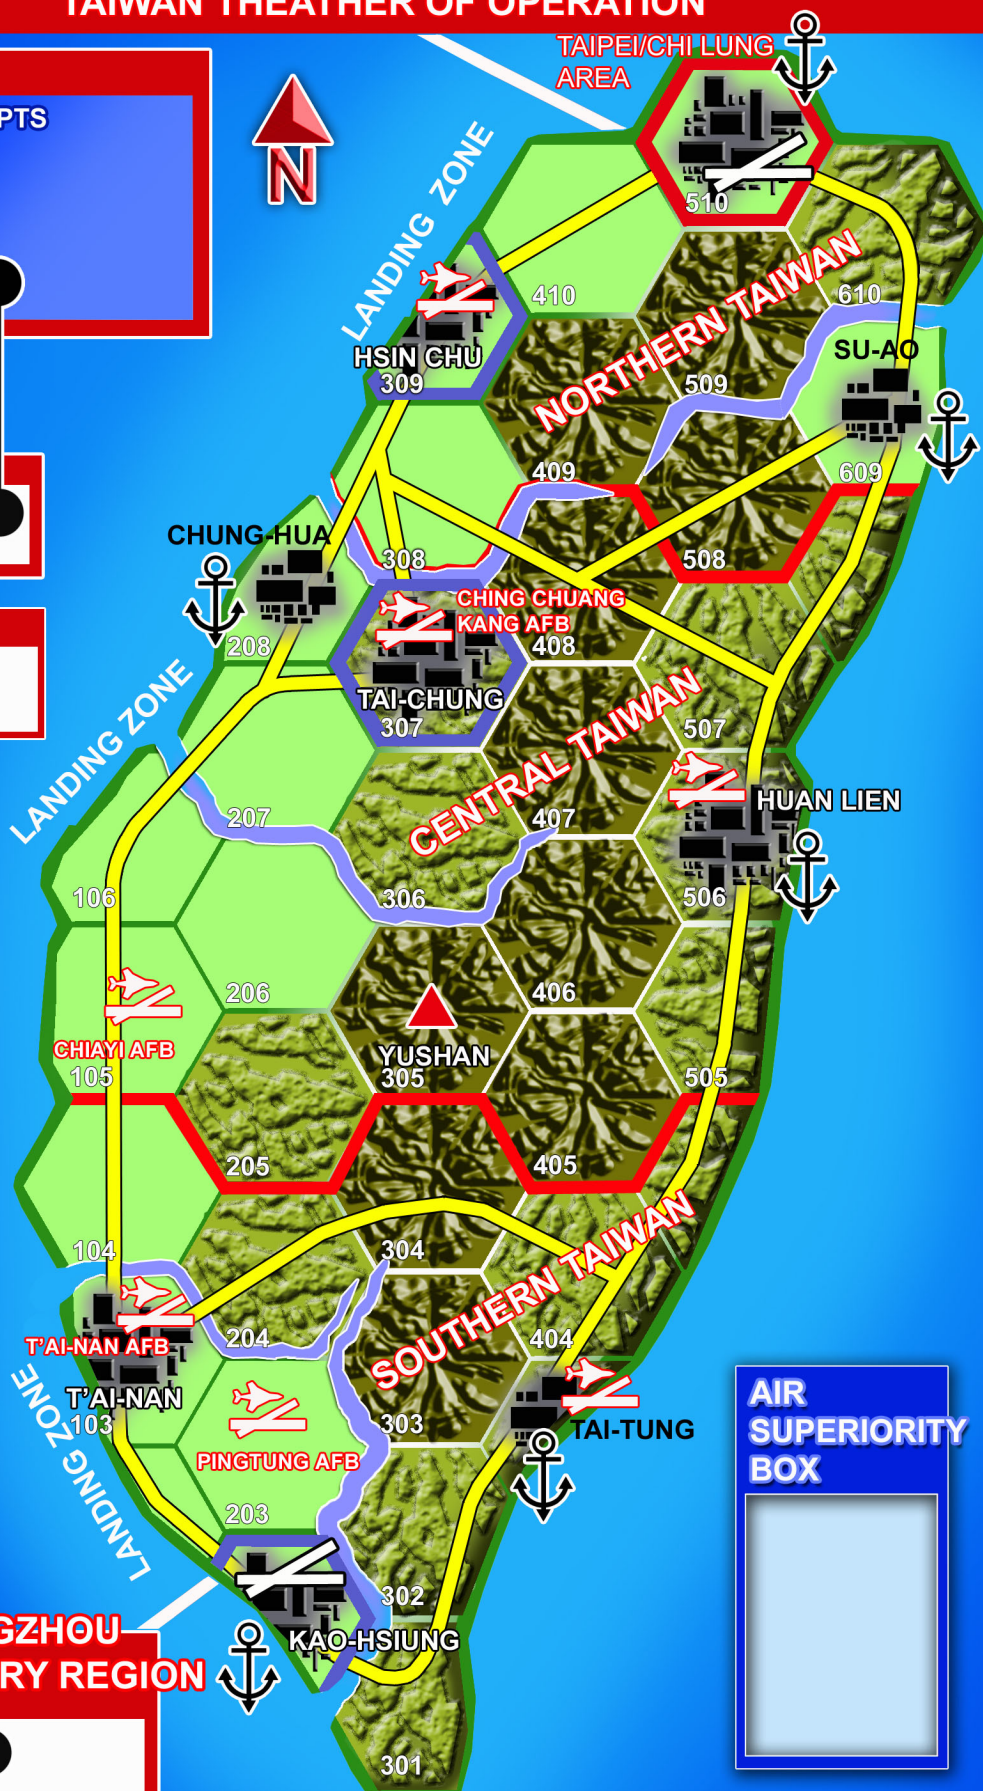 TAIWAN THEATHER OF OPERATION
TAIPEI/CHI LUNG
AREA
PTS
N
LANDING ZONE
510
410
610
NORTHERN TAIWAN
HSIN CHU
309
SU-AO
509
409
609
CHUNG-HUA
308
508
CHING CHUANG
KANG AFB
208
408
TAI-CHUNG
307
507
LANDING ZONE
CENTRAL TAIWAN
HUAN LIEN
207
407
106
306
506
206
406
CHIAYI AFB
YUSHAN
105
305
505
205
405
104
304
SOUTHERN TAIWAN
T'AI-NAN AFB
204
404
T'AI-NAN
103
LANDING ZONE
303
TAI-TUNG
PINGTUNG AFB
203
AIR
SUPERIORITY
BOX
302
KAO-HSIUNG
GZHOU
RY REGION
301